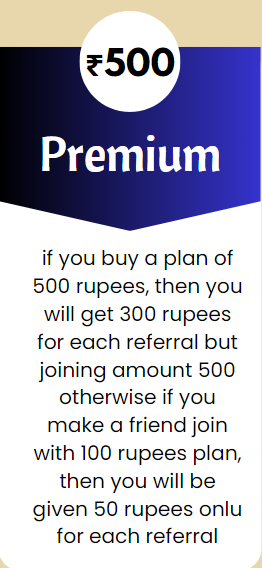 ₹500
Premium
if you buy a plan of
500 rupees, then you
will get 300 rupees
for each referral but
joining amount 500
otherwise if you
make a friend join
with 100 rupees plan,
then you will be
given 50 rupees onlu
for each referral